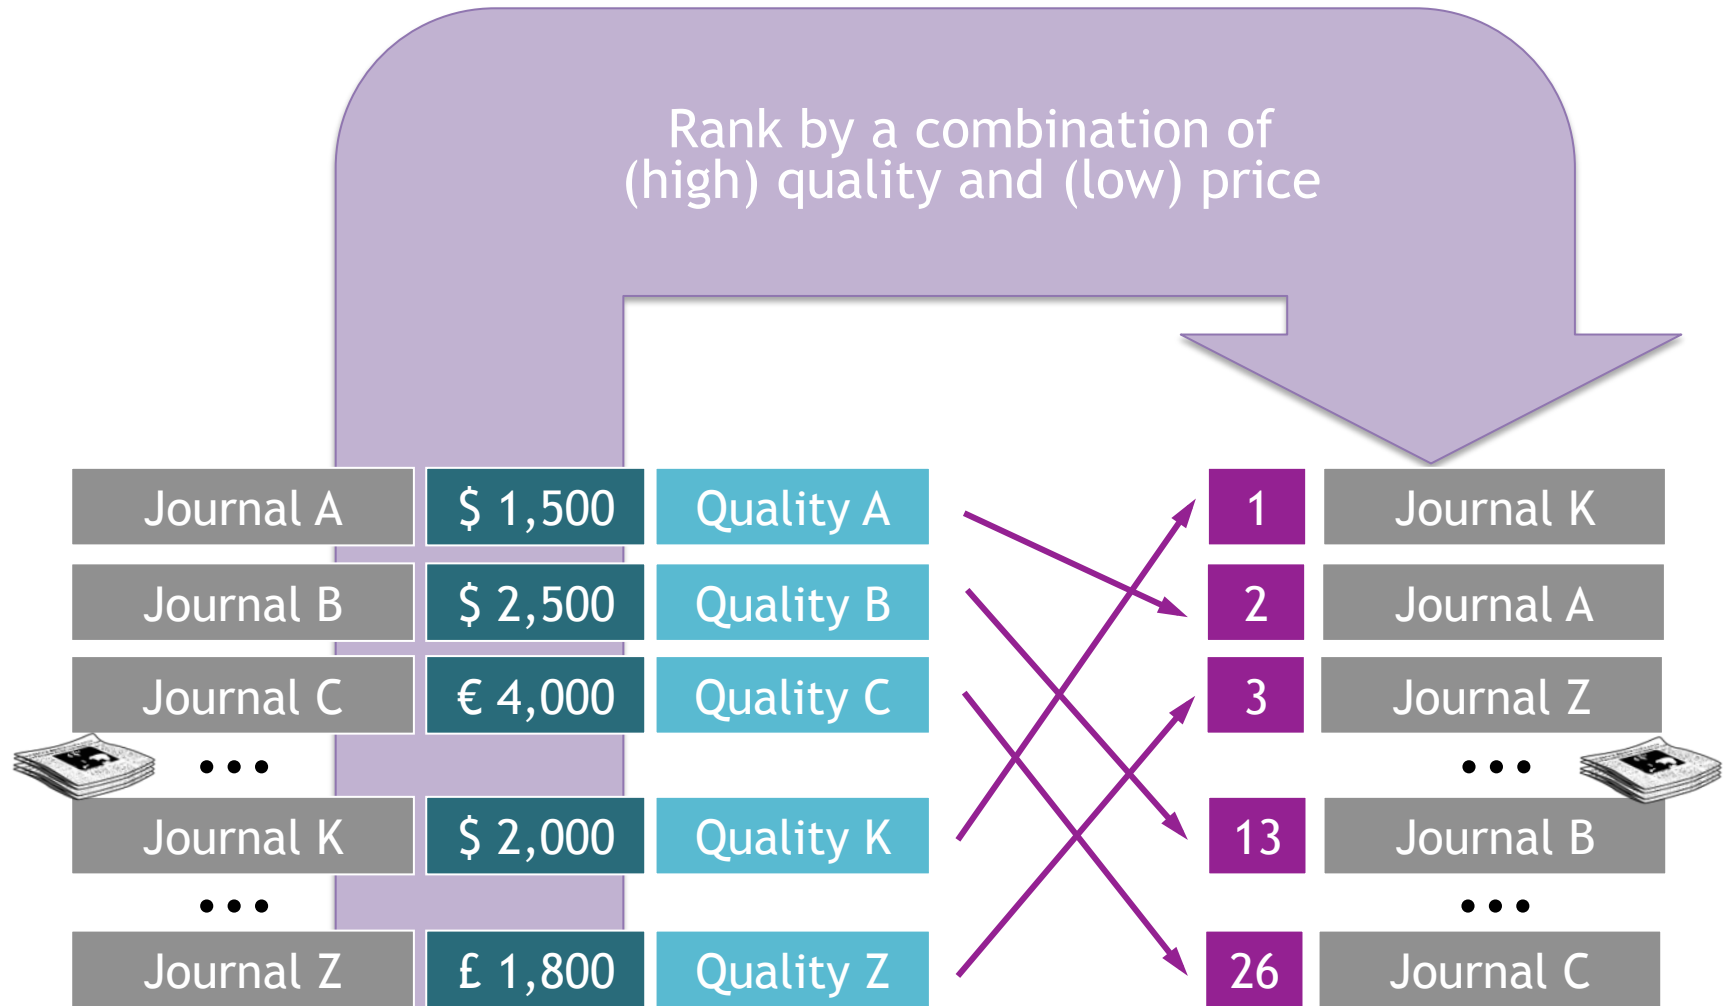 Rank by a combination of
(high) quality and (low) price
Journal A $ 1,500 Quality A 1 Journal K
Journal B $ 2,500 Quality B 2 Journal A
Journal C € 4,000 Quality C 3 Journal Z
... ...
Journal K $ 2,000 Quality K 13 Journal B
... ...
Journal Z £ 1,800 Quality Z 26 Journal C